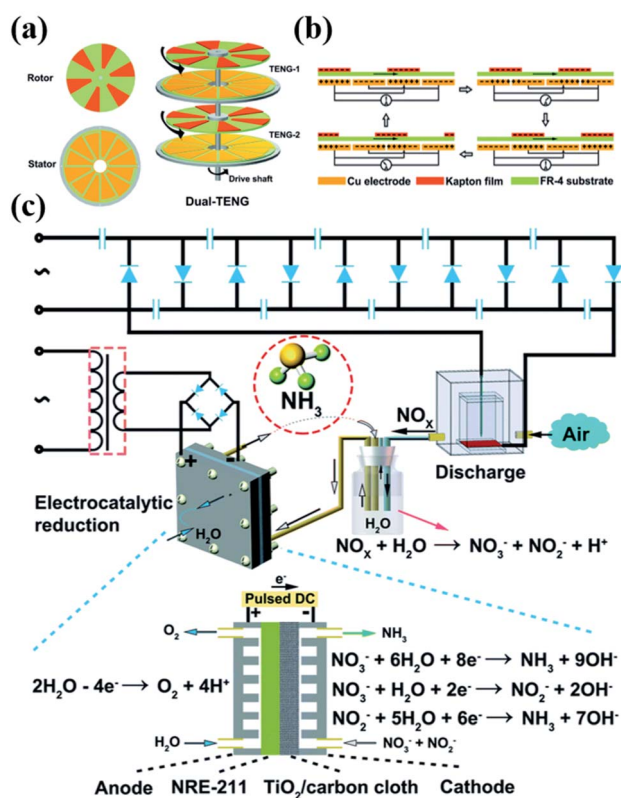 (a)
Rotor
Stator
TENG-1
TENG-2
Drive shaft
Dual-TENG
(b)
Cu electrode Kapton film FR-4 substrate
(c)
~
~
NH₃
NOₓ
Air
Discharge
+ -
Electrocatalytic
reduction
H₂O
H₂O
NOₓ + H₂O → NO₃⁻ + NO₂⁻ + H⁺
e⁻
Pulsed DC
+ -
O₂
NH₃
2H₂O - 4e⁻ → O₂ + 4H⁺
NO₃⁻ + 6H₂O + 8e⁻ → NH₃ + 9OH⁻
NO₃⁻ + H₂O + 2e⁻ → NO₂⁻ + 2OH⁻
NO₂⁻ + 5H₂O + 6e⁻ → NH₃ + 7OH⁻
H₂O
NO₃⁻ + NO₂⁻
Anode NRE-211 TiO₂/carbon cloth Cathode